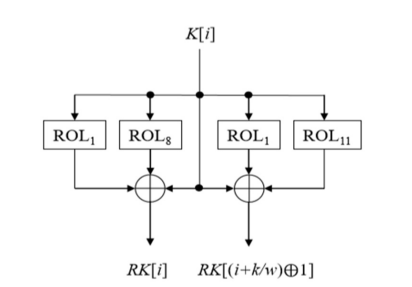 K[i]
ROL₁ ROL₈ ROL₁ ROL₁₁
RK[i] RK[(i+k/w)⊕1]